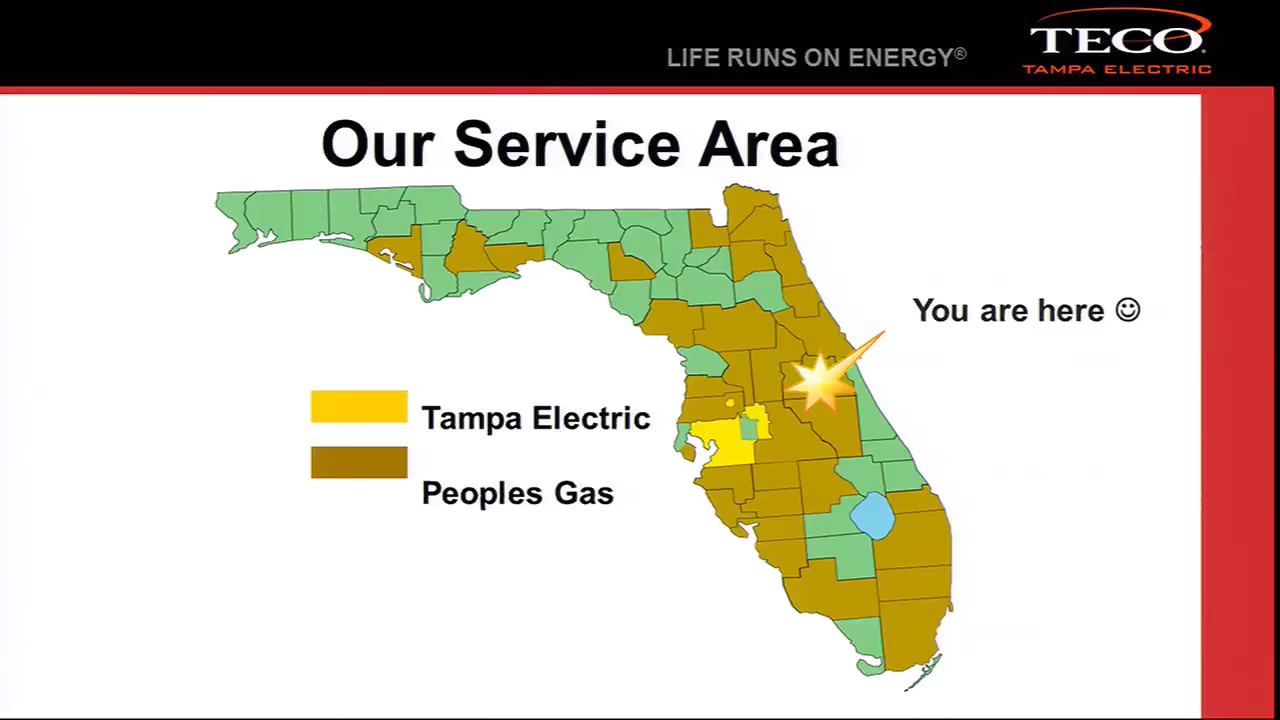 LIFE RUNS ON ENERGY®
TECO.
TAMPA ELECTRIC
Our Service Area
You are here ☺
Tampa Electric
Peoples Gas